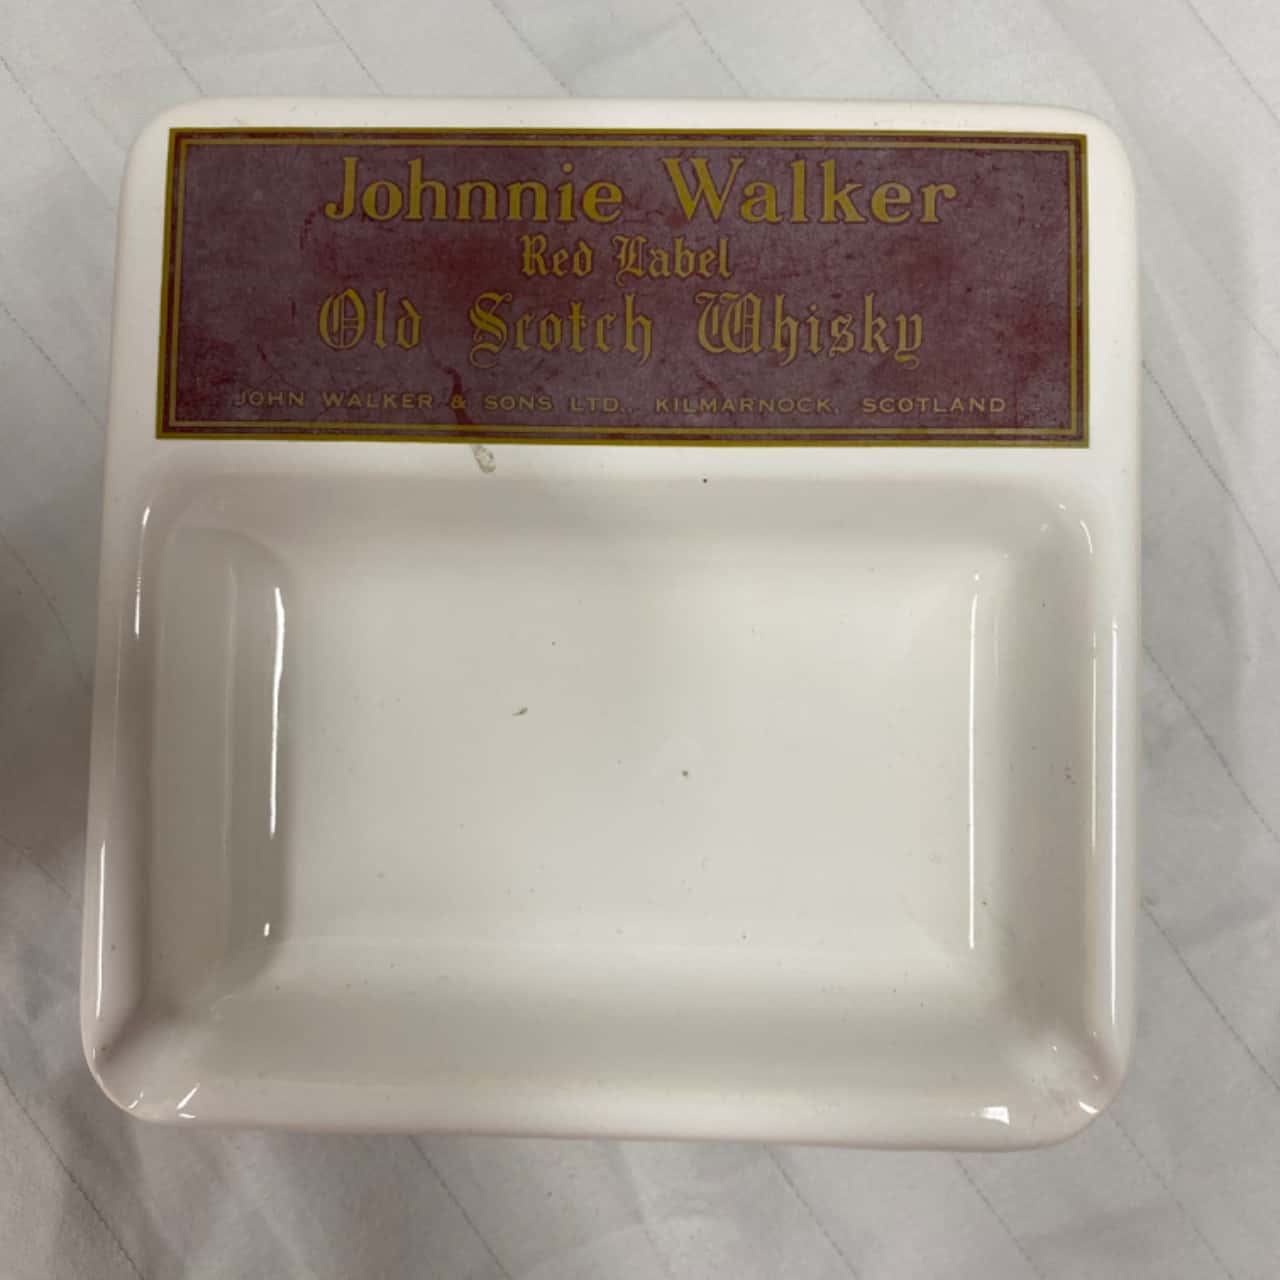 Johnnie Walker
Red Label
Old Scotch Whisky
JOHN WALKER & SONS LTD., KILMARNOCK, SCOTLAND